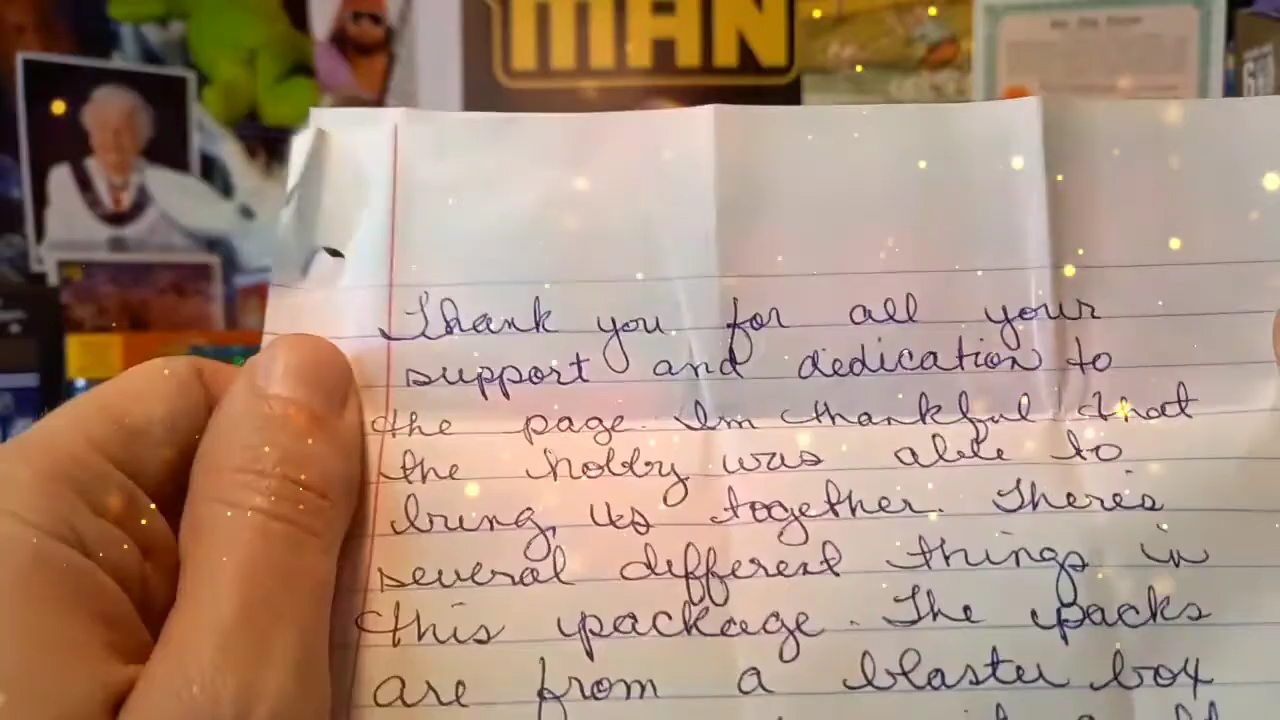 MAN
Thank you for all your
support and dedication to
the page. Im thankful that
the hobby was able to
bring us together. There's
several different things in
this package. The packs
are from a blaster box